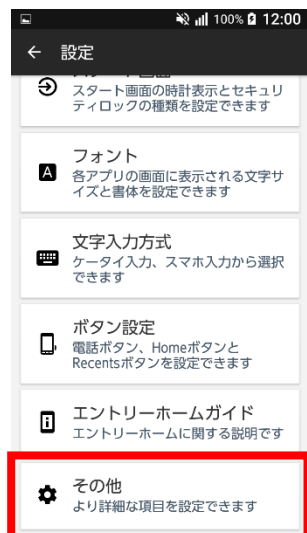 100% 12:00
設定
スタート画面
スタート画面の時計表示とセキュリ
ティロックの種類を設定できます
A
フォント
各アプリの画面に表示される文字サ
イズと書体を設定できます
文字入力方式
ケータイ入力、スマホ入力から選択
できます
ボタン設定
電話ボタン、Homeボタンと
Recentsボタンを設定できます
エントリーホームガイド
エントリーホームに関する説明です
その他
より詳細な項目を設定できます